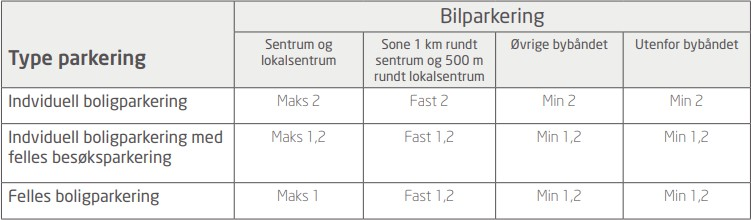 Type parkering
Bilparkering
Sentrum og
lokalsentrum
Sone 1 km rundt
sentrum og 500 m
rundt lokalsentrum
Øvrige bybåndet
Utenfor bybåndet
Indviduell boligparkering
Maks 2
Fast 2
Min 2
Min 2
Indviduell boligparkering med
felles besøksparkering
Maks 1,2
Fast 1,2
Min 1,2
Min 1,2
Felles boligparkering
Maks 1
Fast 1,2
Min 1,2
Min 1,2